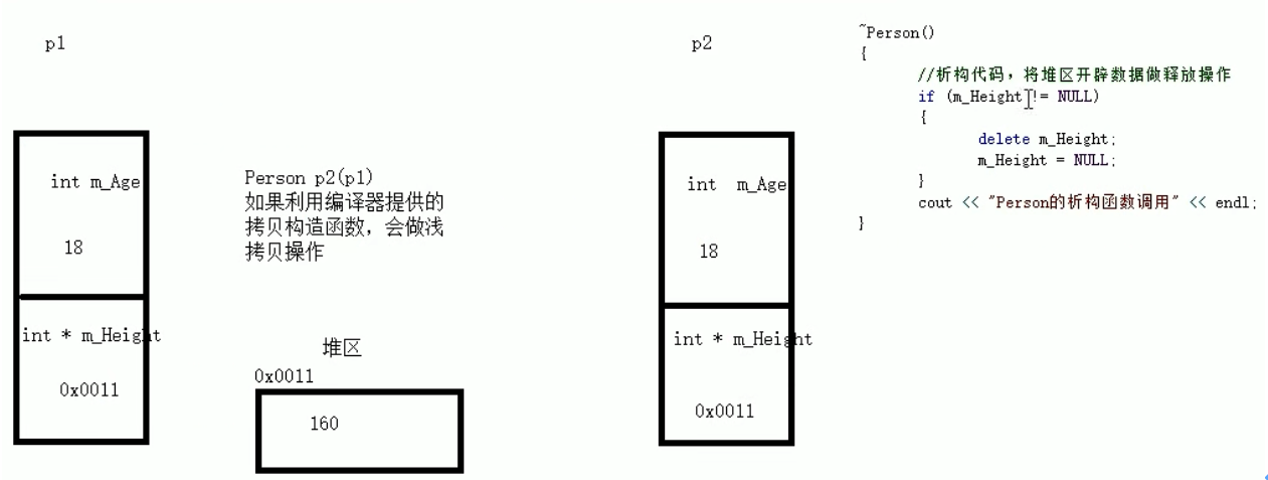 p1
int m_Age
18
int * m_Height
0x0011
Person p2(p1)
如果利用编译器提供的
拷贝构造函数，会做浅
拷贝操作
堆区
0x0011
160
p2
int m_Age
18
int * m_Height
0x0011
~Person()
{
//析构代码，将堆区开辟数据做释放操作
if (m_Height != NULL)
{
delete m_Height;
m_Height = NULL;
}
cout << "Person的析构函数调用" << endl;
}